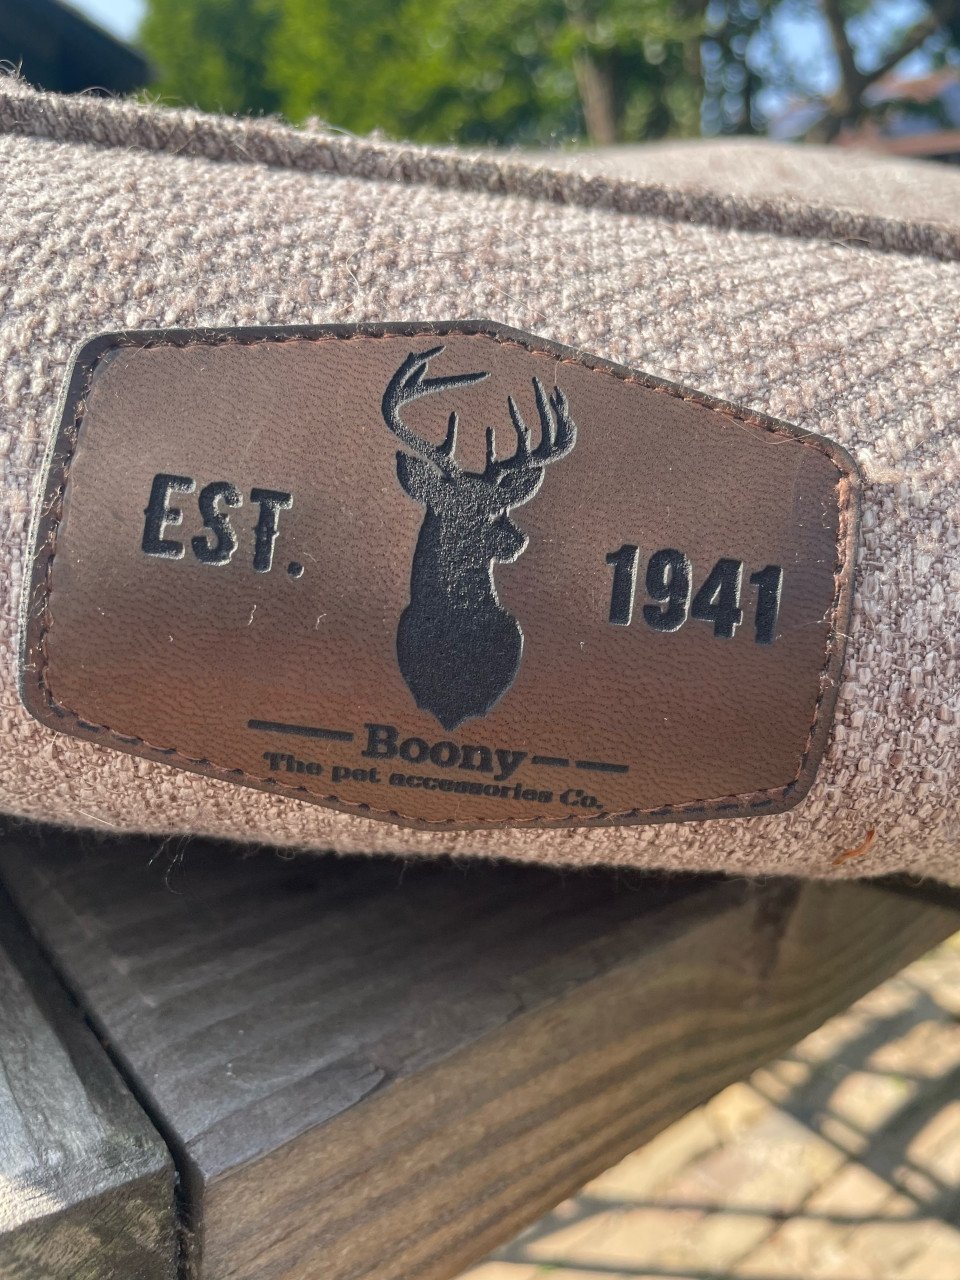 EST. 1941
Boony
The pet accessories Co.